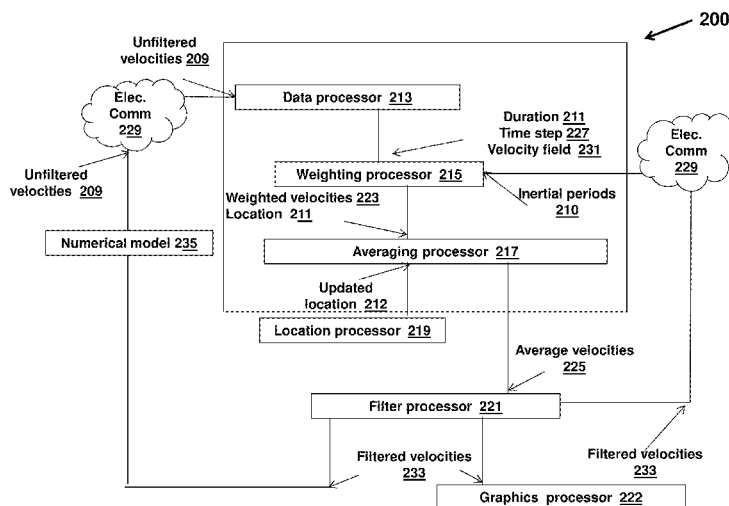 200
Unfiltered
velocities 209
Elec.
Comm
229
Data processor 213
Duration 211
Time step 227
Velocity field 231
Elec.
Comm
229
Unfiltered
velocities 209
Weighting processor 215
Weighted velocities 223
Location 211
Inertial periods
210
Numerical model 235
Averaging processor 217
Updated
location 212
Location processor 219
Average velocities
225
Filter processor 221
Filtered velocities
233
Filtered velocities
233
Graphics processor 222